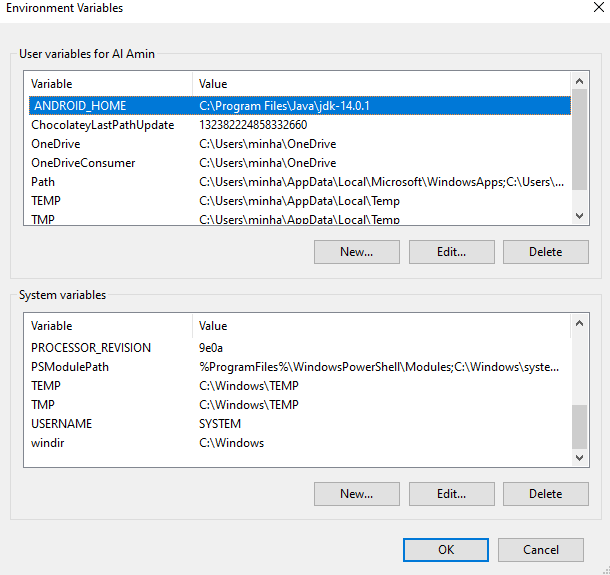 Environment Variables
User variables for Al Amin
Variable Value
ANDROID_HOME C:\Program Files\Java\jdk-14.0.1
ChocolateyLastPathUpdate 132382224858332660
OneDrive C:\Users\minha\OneDrive
OneDriveConsumer C:\Users\minha\OneDrive
Path C:\Users\minha\AppData\Local\Microsoft\WindowsApps;C:\Users\...
TEMP C:\Users\minha\AppData\Local\Temp
TMP C:\Users\minha\AppData\Local\Temp
New... Edit... Delete
System variables
Variable Value
PROCESSOR_REVISION 9e0a
PSModulePath %ProgramFiles%\WindowsPowerShell\Modules;C:\Windows\syste...
TEMP C:\Windows\TEMP
TMP C:\Windows\TEMP
USERNAME SYSTEM
windir C:\Windows
New... Edit... Delete
OK Cancel